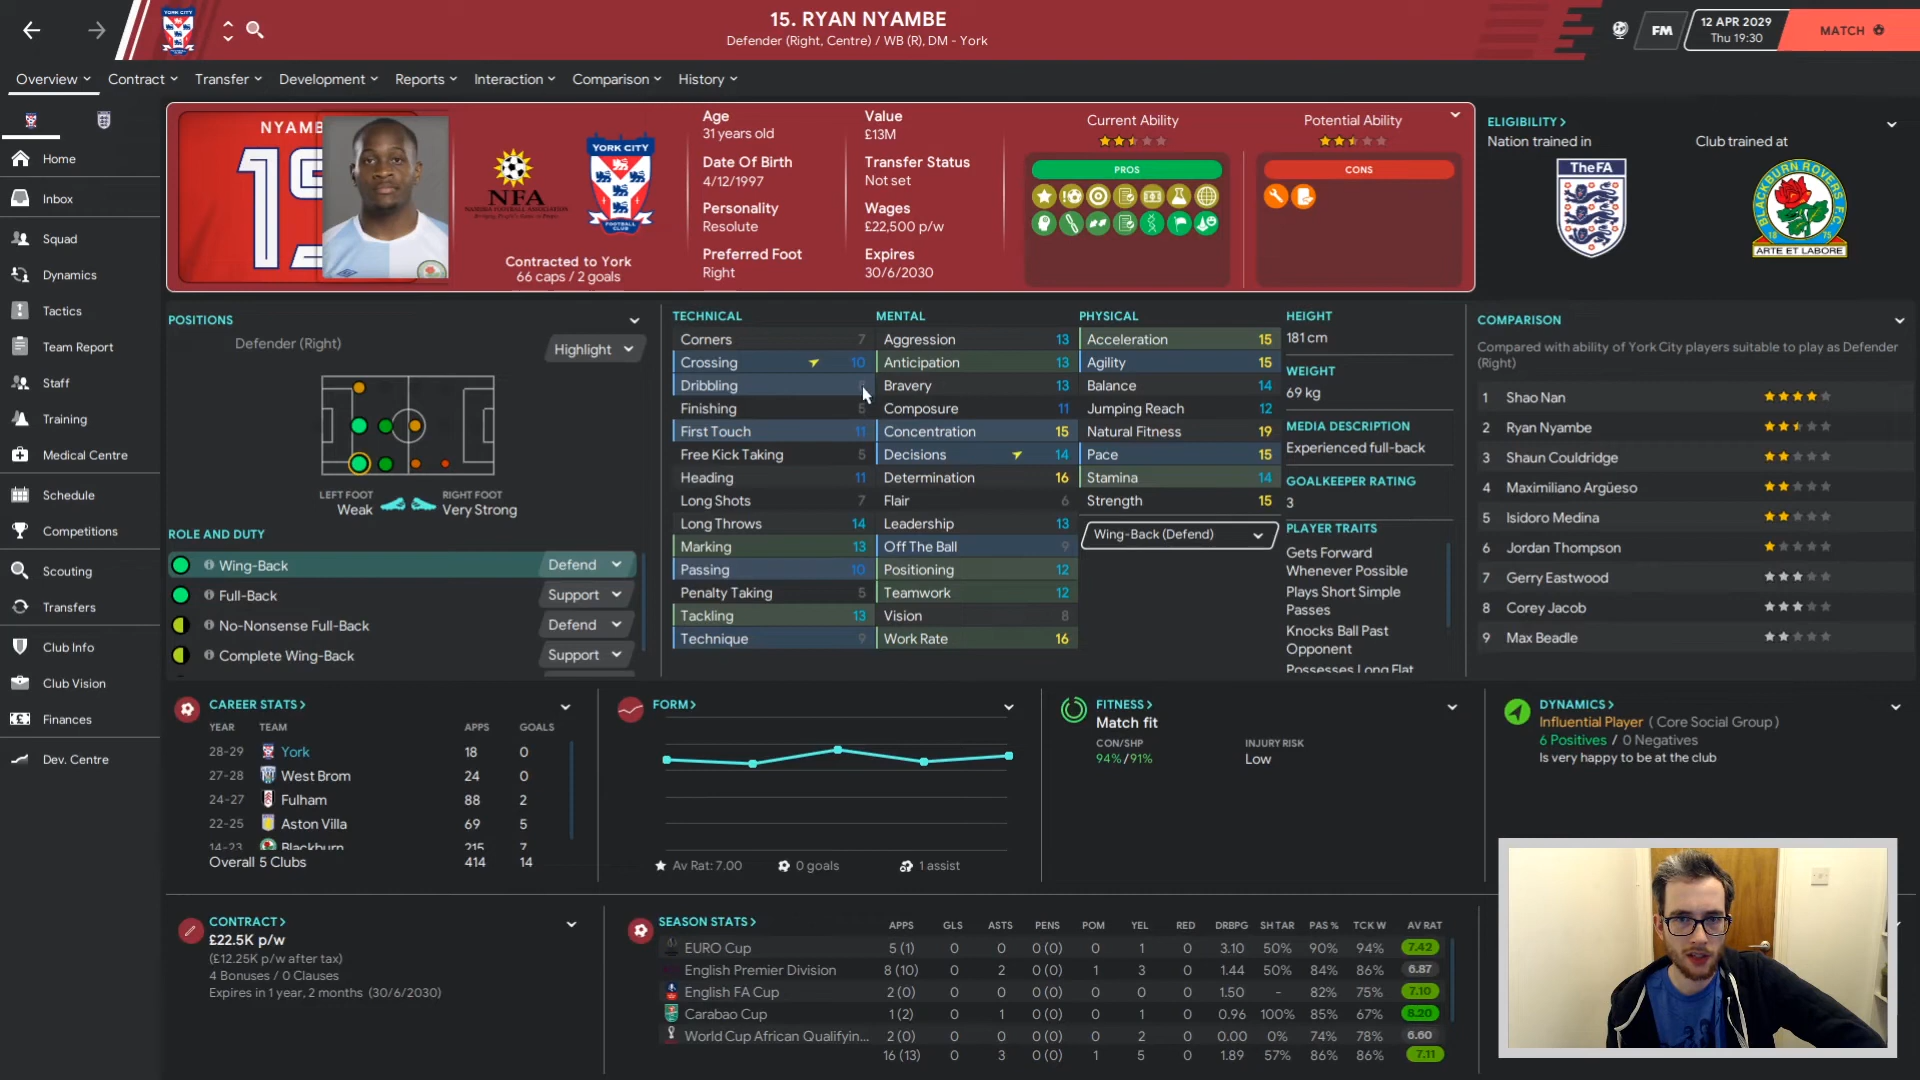 15. RYAN NYAMBE
Defender (Right, Centre) / WB (R), DM - York
FM
12 APR 2029
Thu 19:30
MATCH
Overview Contract Transfer Development Reports Interaction Comparison History
Home
Inbox
Squad
Dynamics
Tactics
Team Report
Staff
Training
Medical Centre
Schedule
Competitions
Scouting
Transfers
Club Info
Club Vision
Finances
Dev. Centre
NYAMB
NFA
YORK CITY
FOOTBALL CLUB
Contracted to York
66 caps / 2 goals
Age
31 years old
Date Of Birth
4/12/1997
Personality
Resolute
Preferred Foot
Right
Value
£13M
Transfer Status
Not set
Wages
£22,500 p/w
Expires
30/6/2030
Current Ability
PROS
Potential Ability
CONS
ELIGIBILITY >
Nation trained in
The FA
Club trained at
BLACKBURN ROVERS F.C.
18 75
ARTE ET LABORE
POSITIONS
Defender (Right)
Highlight
LEFT FOOT
Weak
RIGHT FOOT
Very Strong
ROLE AND DUTY
Wing-Back Defend
Full-Back Support
No-Nonsense Full-Back Defend
Complete Wing-Back Support
TECHNICAL
Corners 7
Crossing 10
Dribbling
Finishing 5
First Touch 11
Free Kick Taking 5
Heading 11
Long Shots 7
Long Throws 14
Marking 13
Passing 10
Penalty Taking 5
Tackling 13
Technique 9
MENTAL
Aggression 13
Anticipation 13
Bravery 13
Composure 11
Concentration 15
Decisions 14
Determination 16
Flair 6
Leadership 13
Off The Ball 9
Positioning 12
Teamwork 12
Vision 8
Work Rate 16
PHYSICAL
Acceleration 15
Agility 15
Balance 14
Jumping Reach 12
Natural Fitness 19
Pace 15
Stamina 14
Strength 15
Wing-Back (Defend)
HEIGHT
181 cm
WEIGHT
69 kg
MEDIA DESCRIPTION
Experienced full-back
GOALKEEPER RATING
3
PLAYER TRAITS
Gets Forward
Whenever Possible
Plays Short Simple
Passes
Knocks Ball Past
Opponent
Possesses Long Flat
COMPARISON
Compared with ability of York City players suitable to play as Defender
(Right)
1 Shao Nan
2 Ryan Nyambe
3 Shaun Couldridge
4 Maximiliano Argüeso
5 Isidoro Medina
6 Jordan Thompson
7 Gerry Eastwood
8 Corey Jacob
9 Max Beadle
CAREER STATS >
YEAR TEAM APPS GOALS
28-29 York 18 0
27-28 West Brom 24 0
24-27 Fulham 88 2
22-25 Aston Villa 69 5
14-23 Blackburn 215 7
Overall 5 Clubs 414 14
FORM >
Av Rat: 7.00 0 goals 1 assist
FITNESS >
Match fit
CON/SHP
94% /91%
INJURY RISK
Low
DYNAMICS >
Influential Player ( Core Social Group )
6 Positives / 0 Negatives
Is very happy to be at the club
CONTRACT >
£22.5K p/w
(£12.25K p/w after tax)
4 Bonuses / 0 Clauses
Expires in 1 year, 2 months (30/6/2030)
SEASON STATS > APPS GLS ASTS PENS POM YEL RED DRBPG SH TAR PAS % TCK W AV RAT
EURO Cup 5 (1) 0 0 0 (0) 0 1 0 3.10 50% 90% 94% 7.42
English Premier Division 8 (10) 0 2 0 (0) 1 3 0 1.44 50% 84% 86% 6.87
English FA Cup 2 (0) 0 0 0 (0) 0 0 0 1.50 - 82% 75% 7.10
Carabao Cup 1 (2) 0 1 0 (0) 0 1 0 0.96 100% 85% 67% 8.20
World Cup African Qualifyin... 2 (0) 0 0 0 (0) 0 2 0 0.00 0% 74% 78% 6.60
16 (13) 0 3 0 (0) 1 5 0 1.89 57% 86% 86% 7.11